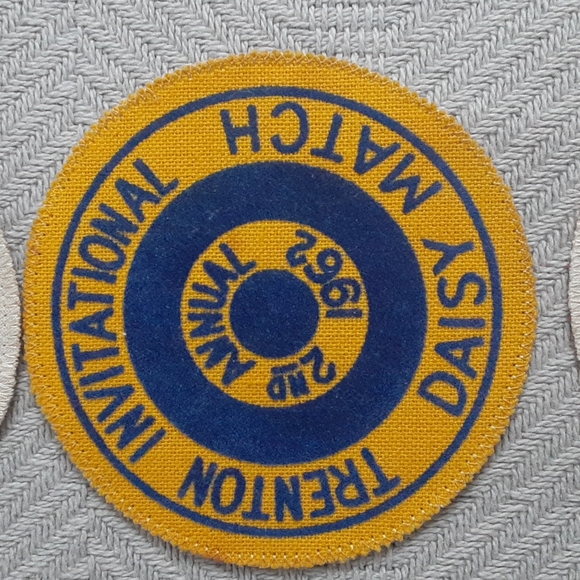 TRENTON INVITATIONAL
DAISY MATCH
2ND ANNUAL
1962